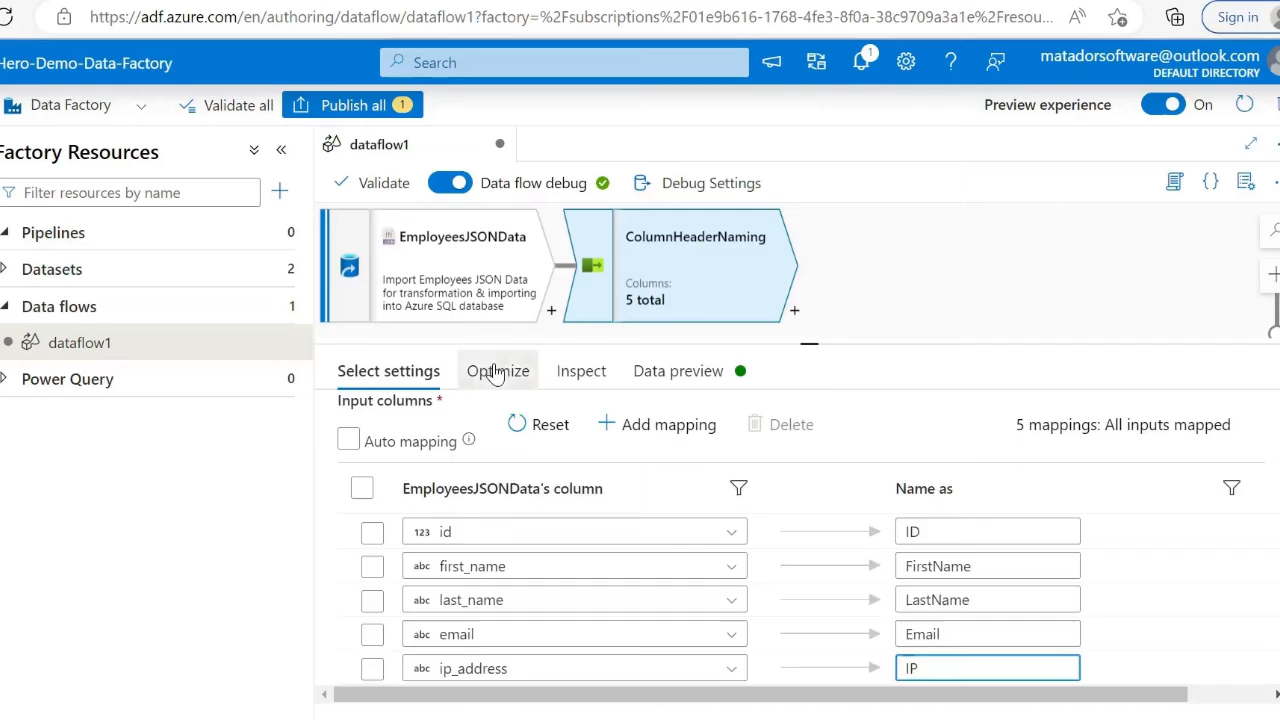 https://adf.azure.com/en/authoring/dataflow/dataflow1?factory=%2Fsubscriptions%2F01e9b616-1768-4fe3-8f0a-38c9709a3a1e%2Fresou...
Sign in
Hero-Demo-Data-Factory
Search
1
matadorsoftware@outlook.com
DEFAULT DIRECTORY
Data Factory
Validate all
Publish all 1
Preview experience
On
Factory Resources
dataflow1
Filter resources by name
Validate
Data flow debug
Debug Settings
Pipelines 0
Datasets 2
Data flows 1
dataflow1
Power Query 0
EmployeesJSONData
Import Employees JSON Data
for transformation & importing
into Azure SQL database
ColumnHeaderNaming
Columns:
5 total
Select settings
Optimize
Inspect
Data preview
Input columns *
Reset
Add mapping
Delete
5 mappings: All inputs mapped
Auto mapping
EmployeesJSONData's column
Name as
123 id ID
abc first_name FirstName
abc last_name LastName
abc email Email
abc ip_address IP